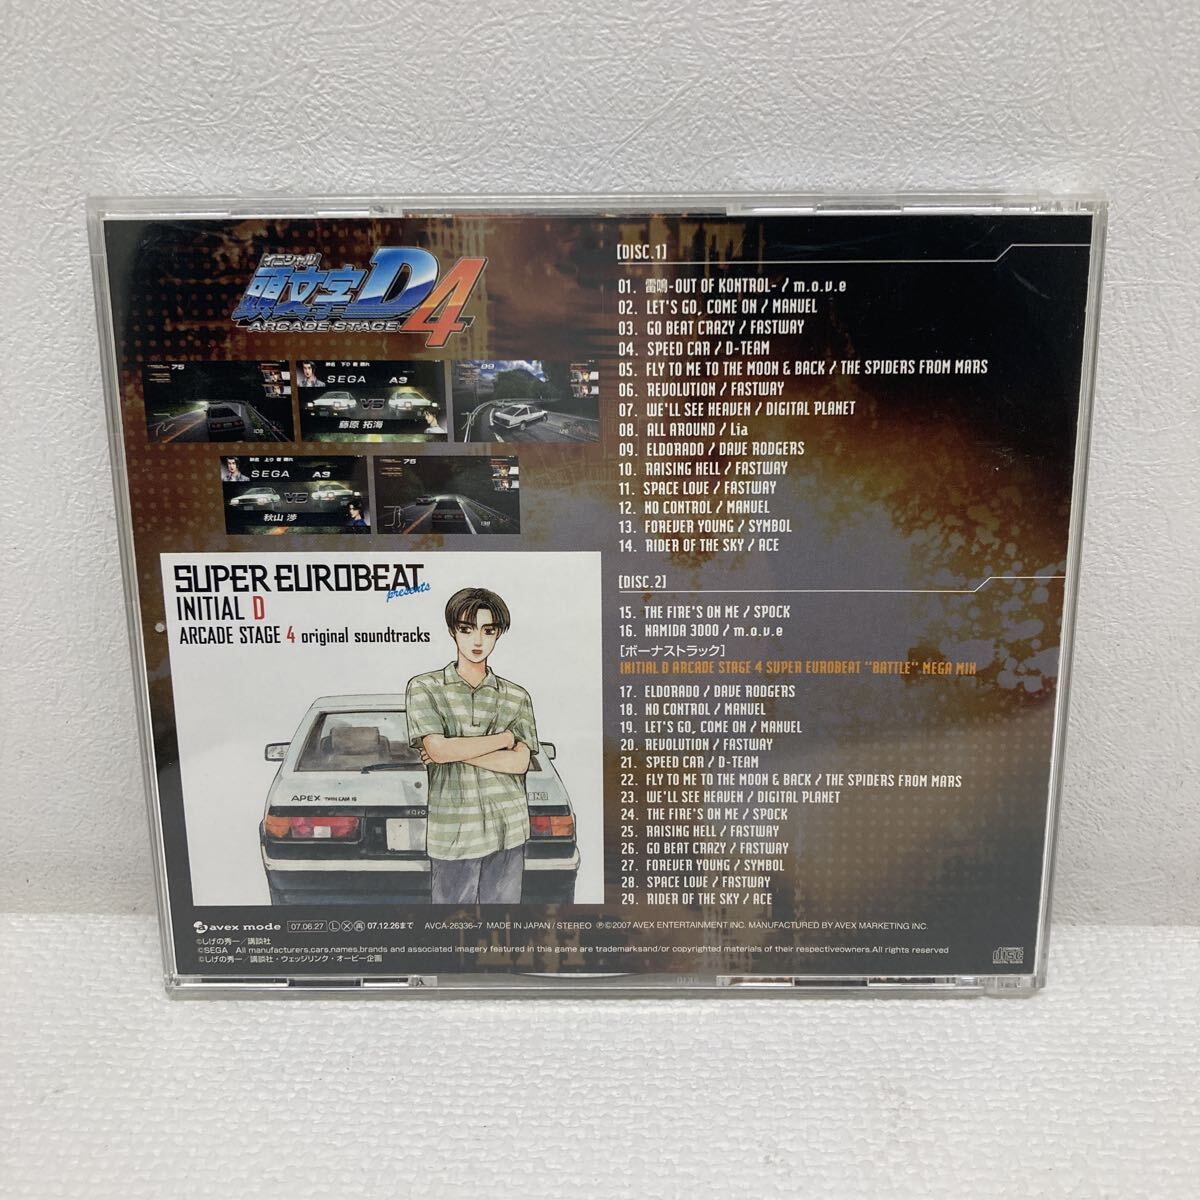 イニシャル
頭文字D4
ARCADE STAGE
75
SEGA
A3
VS
藤原 拓海
99
SEGA
A3
VS
秋山 渉
75
SUPER EUROBEAT
presents
INITIAL D
ARCADE STAGE 4 original soundtracks
APEX TWIN CAM 16
[DISC.1]
01. 雷鳴-OUT OF KONTROL- / m.o.v.e
02. LET'S GO, COME ON / MANUEL
03. GO BEAT CRAZY / FASTWAY
04. SPEED CAR / D-TEAM
05. FLY TO ME TO THE MOON & BACK / THE SPIDERS FROM MARS
06. REVOLUTION / FASTWAY
07. WE'LL SEE HEAVEN / DIGITAL PLANET
08. ALL AROUND / Lia
09. ELDORADO / DAVE RODGERS
10. RAISING HELL / FASTWAY
11. SPACE LOVE / FASTWAY
12. NO CONTROL / MANUEL
13. FOREVER YOUNG / SYMBOL
14. RIDER OF THE SKY / ACE
[DISC.2]
15. THE FIRE'S ON ME / SPOCK
16. NAMIDA 3000 / m.o.v.e
[ボーナストラック]
INITIAL D ARCADE STAGE 4 SUPER EUROBEAT "BATTLE" MEGA MIX
17. ELDORADO / DAVE RODGERS
18. NO CONTROL / MANUEL
19. LET'S GO, COME ON / MANUEL
20. REVOLUTION / FASTWAY
21. SPEED CAR / D-TEAM
22. FLY TO ME TO THE MOON & BACK / THE SPIDERS FROM MARS
23. WE'LL SEE HEAVEN / DIGITAL PLANET
24. THE FIRE'S ON ME / SPOCK
25. RAISING HELL / FASTWAY
26. GO BEAT CRAZY / FASTWAY
27. FOREVER YOUNG / SYMBOL
28. SPACE LOVE / FASTWAY
29. RIDER OF THE SKY / ACE
avex mode 07.06.27 Ⓛ Ⓧ 再 07.12.26まで AVCA-26336~7 MADE IN JAPAN / STEREO ℗©2007 AVEX ENTERTAINMENT INC. MANUFACTURED BY AVEX MARKETING INC.
©しげの秀一／講談社
©SEGA All manufacturers,cars,names,brands and associated imagery featured in this game are trademarksand/or copyrighted materials of their respectiveowners.All rights reserved
©しげの秀一／講談社・ウェッジリンク・オービー企画
disc